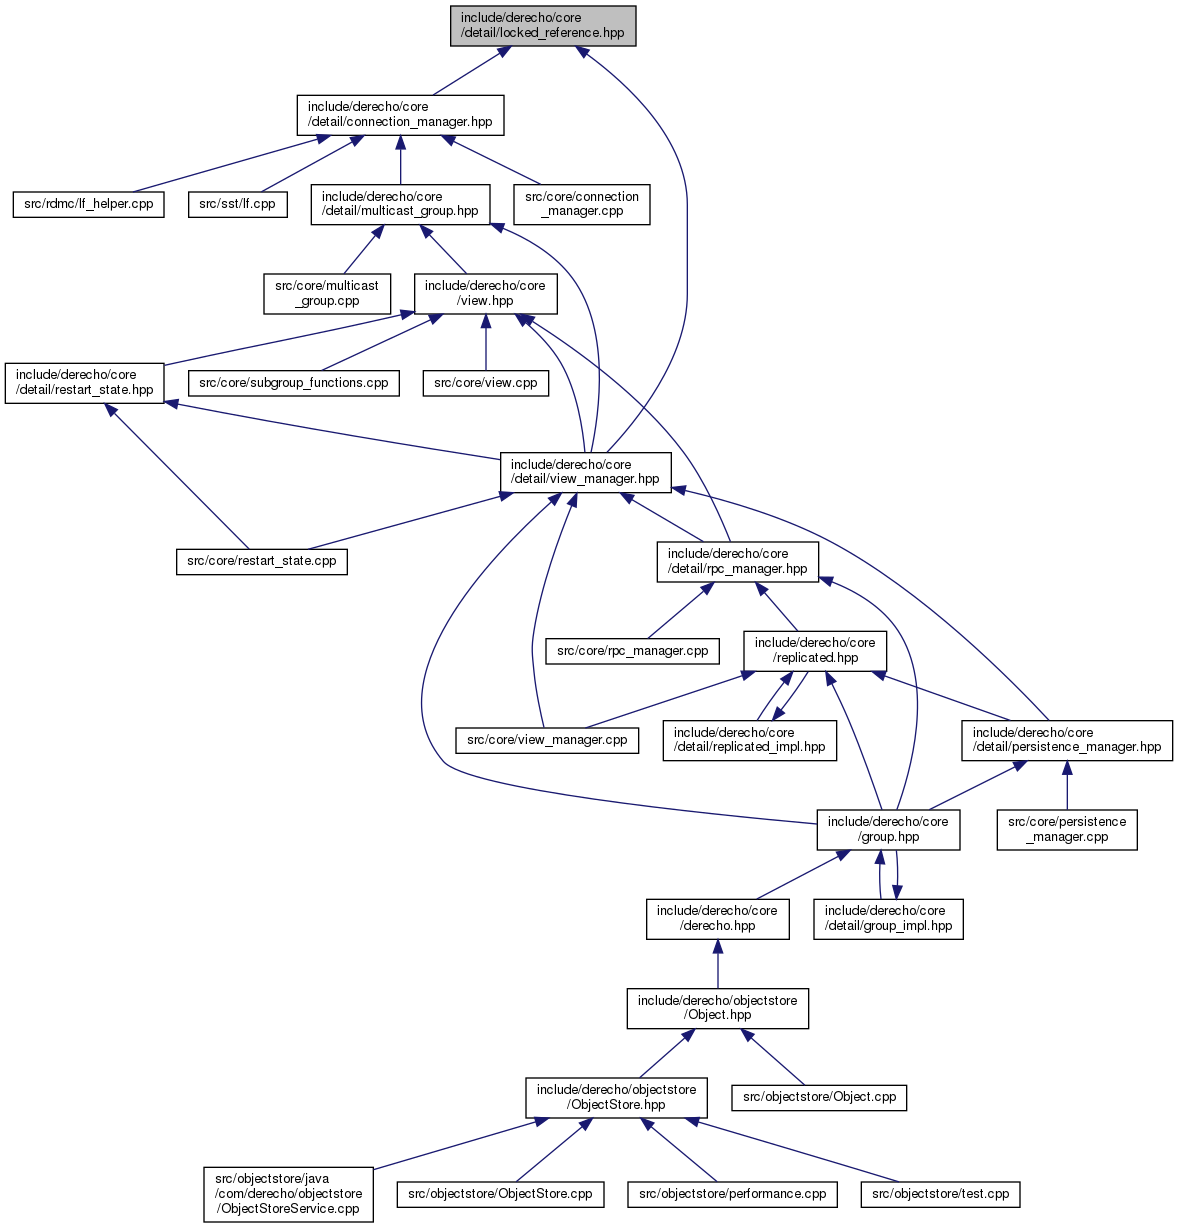 include/derecho/core
/detail/locked_reference.hpp
include/derecho/core
/detail/connection_manager.hpp
src/rdmc/lf_helper.cpp
src/sst/lf.cpp
include/derecho/core
/detail/multicast_group.hpp
src/core/connection
_manager.cpp
src/core/multicast
_group.cpp
include/derecho/core
/view.hpp
include/derecho/core
/detail/restart_state.hpp
src/core/subgroup_functions.cpp
src/core/view.cpp
include/derecho/core
/detail/view_manager.hpp
src/core/restart_state.cpp
include/derecho/core
/detail/rpc_manager.hpp
src/core/rpc_manager.cpp
include/derecho/core
/replicated.hpp
src/core/view_manager.cpp
include/derecho/core
/detail/replicated_impl.hpp
include/derecho/core
/detail/persistence_manager.hpp
include/derecho/core
/group.hpp
src/core/persistence
_manager.cpp
include/derecho/core
/derecho.hpp
include/derecho/core
/detail/group_impl.hpp
include/derecho/objectstore
/Object.hpp
include/derecho/objectstore
/ObjectStore.hpp
src/objectstore/Object.cpp
src/objectstore/java
/com/derecho/objectstore
/ObjectStoreService.cpp
src/objectstore/ObjectStore.cpp
src/objectstore/performance.cpp
src/objectstore/test.cpp